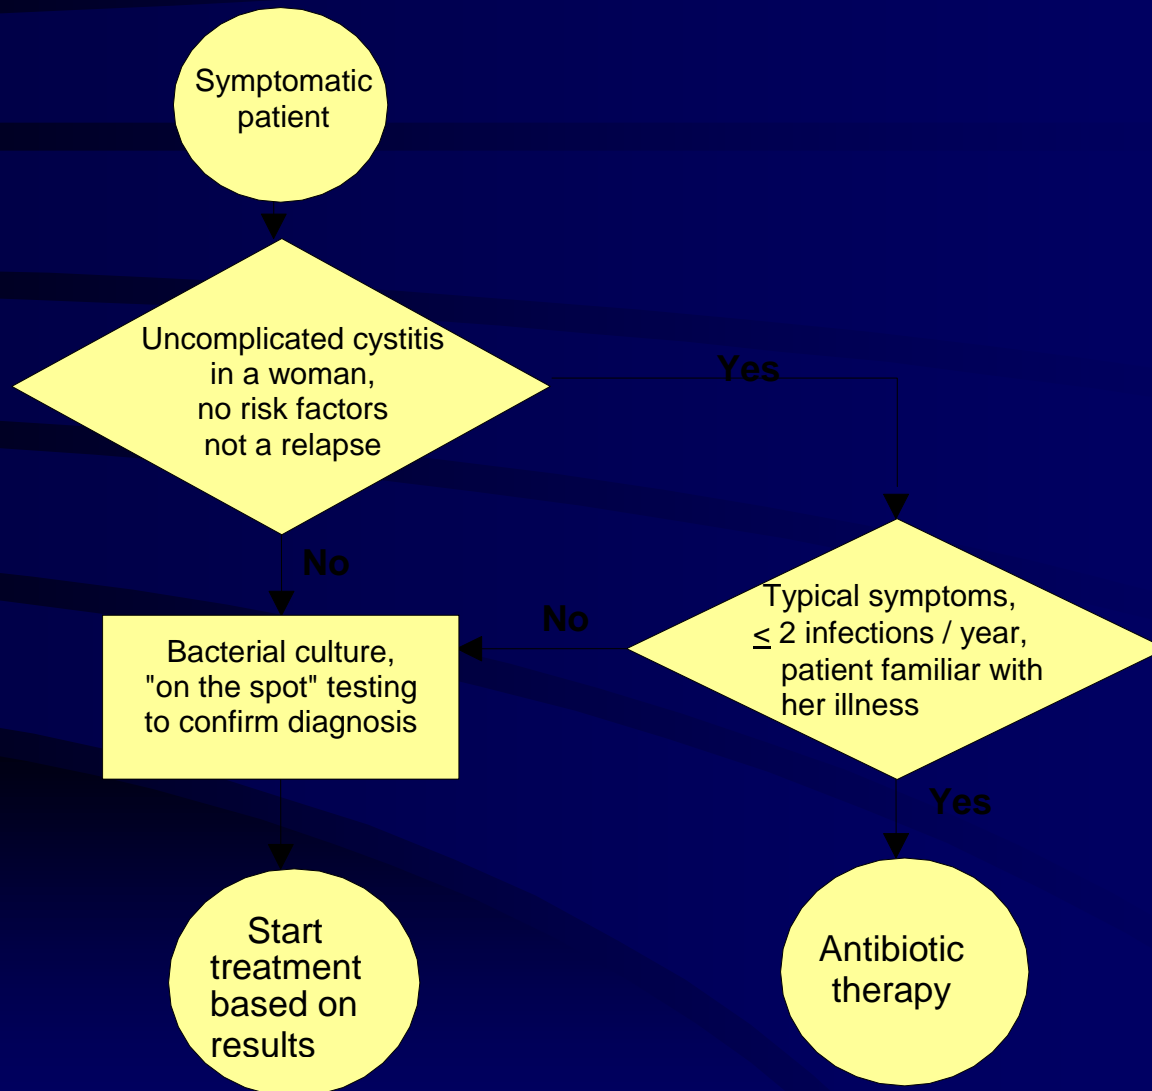 Symptomatic
patient
Uncomplicated cystitis
in a woman,
no risk factors
not a relapse
Yes
No
Typical symptoms,
≤ 2 infections / year,
patient familiar with
her illness
No
Bacterial culture,
"on the spot" testing
to confirm diagnosis
Yes
Start
treatment
based on
results
Antibiotic
therapy